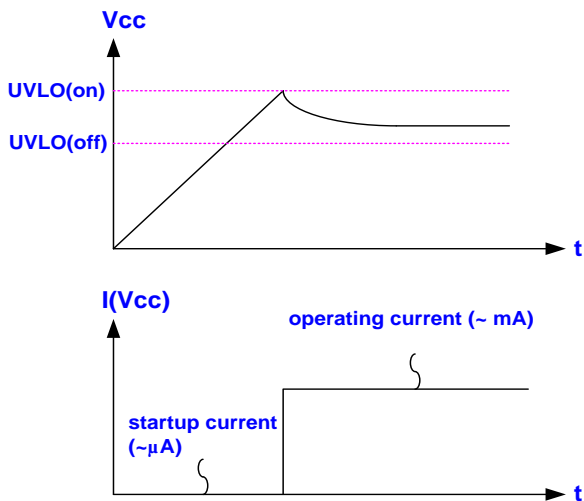 Vcc
UVLO(on)
UVLO(off)
t
I(Vcc)
operating current (~ mA)
startup current
(~μA)
t